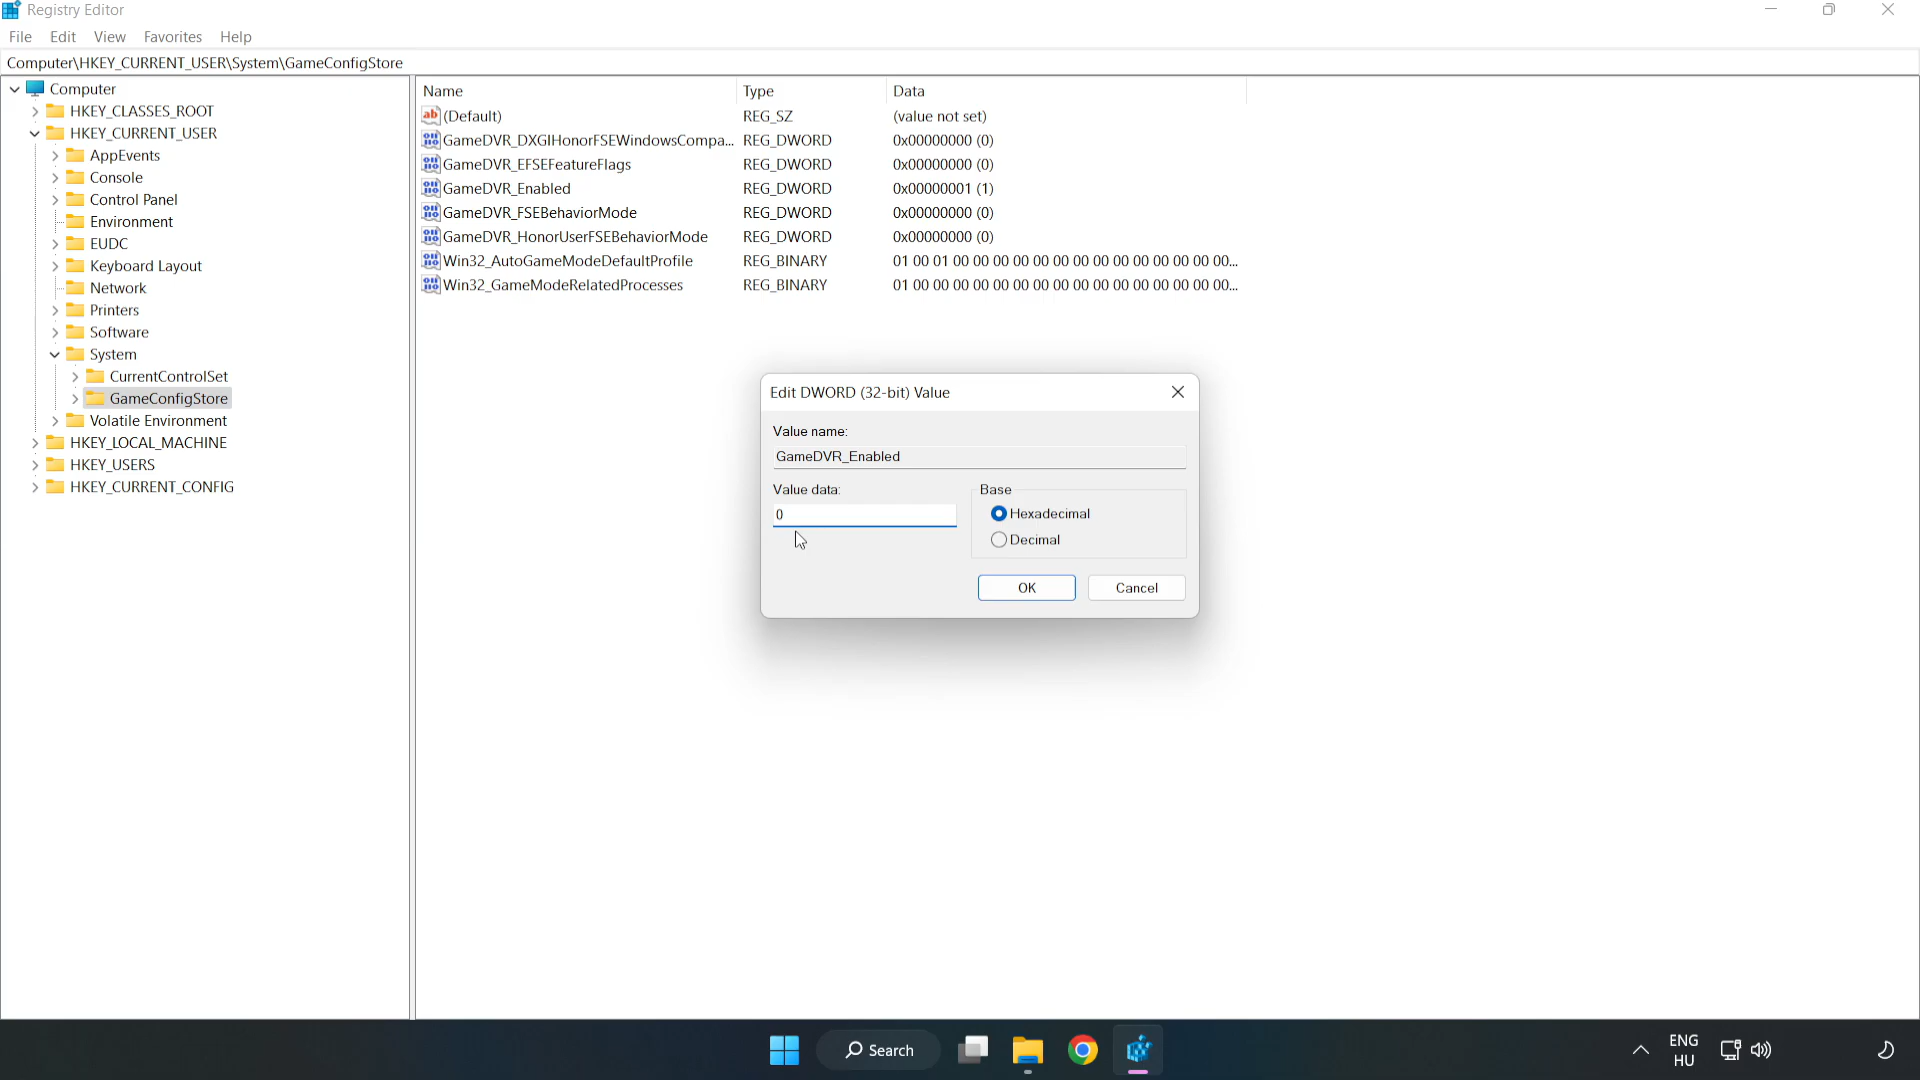 Registry Editor
File Edit View Favorites Help
Computer\HKEY_CURRENT_USER\System\GameConfigStore
Computer
HKEY_CLASSES_ROOT
HKEY_CURRENT_USER
AppEvents
Console
Control Panel
Environment
EUDC
Keyboard Layout
Network
Printers
Software
System
CurrentControlSet
GameConfigStore
Volatile Environment
HKEY_LOCAL_MACHINE
HKEY_USERS
HKEY_CURRENT_CONFIG
Name Type Data
(Default) REG_SZ (value not set)
GameDVR_DXGIHonorFSEWindowsCompa... REG_DWORD 0x00000000 (0)
GameDVR_EFSEFeatureFlags REG_DWORD 0x00000000 (0)
GameDVR_Enabled REG_DWORD 0x00000001 (1)
GameDVR_FSEBehaviorMode REG_DWORD 0x00000000 (0)
GameDVR_HonorUserFSEBehaviorMode REG_DWORD 0x00000000 (0)
Win32_AutoGameModeDefaultProfile REG_BINARY 01 00 01 00 00 00 00 00 00 00 00 00 00 00 00 00 00...
Win32_GameModeRelatedProcesses REG_BINARY 01 00 00 00 00 00 00 00 00 00 00 00 00 00 00 00 00...
Edit DWORD (32-bit) Value
Value name:
GameDVR_Enabled
Value data:
0
Base
Hexadecimal
Decimal
OK Cancel
Search
ENG
HU